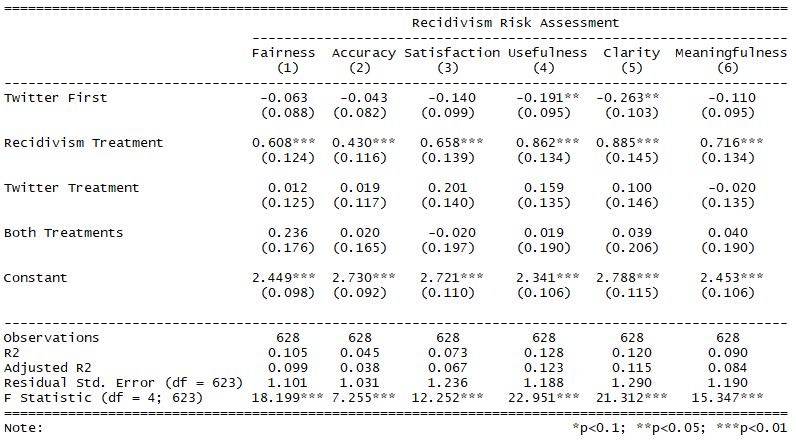 Recidivism Risk Assessment
Fairness Accuracy Satisfaction Usefulness Clarity Meaningfulness
(1) (2) (3) (4) (5) (6)
Twitter First -0.063 -0.043 -0.140 -0.191** -0.263** -0.110
(0.088) (0.082) (0.099) (0.095) (0.103) (0.095)
Recidivism Treatment 0.608*** 0.430*** 0.658*** 0.862*** 0.885*** 0.716***
(0.124) (0.116) (0.139) (0.134) (0.145) (0.134)
Twitter Treatment 0.012 0.019 0.201 0.159 0.100 -0.020
(0.125) (0.117) (0.140) (0.135) (0.146) (0.135)
Both Treatments 0.236 0.020 -0.020 0.019 0.039 0.040
(0.176) (0.165) (0.197) (0.190) (0.206) (0.190)
Constant 2.449*** 2.730*** 2.721*** 2.341*** 2.788*** 2.453***
(0.098) (0.092) (0.110) (0.106) (0.115) (0.106)
Observations 628 628 628 628 628 628
R2 0.105 0.045 0.073 0.128 0.120 0.090
Adjusted R2 0.099 0.038 0.067 0.123 0.115 0.084
Residual Std. Error (df = 623) 1.101 1.031 1.236 1.188 1.290 1.190
F Statistic (df = 4; 623) 18.199*** 7.255*** 12.252*** 22.951*** 21.312*** 15.347***
Note: *p<0.1; **p<0.05; ***p<0.01